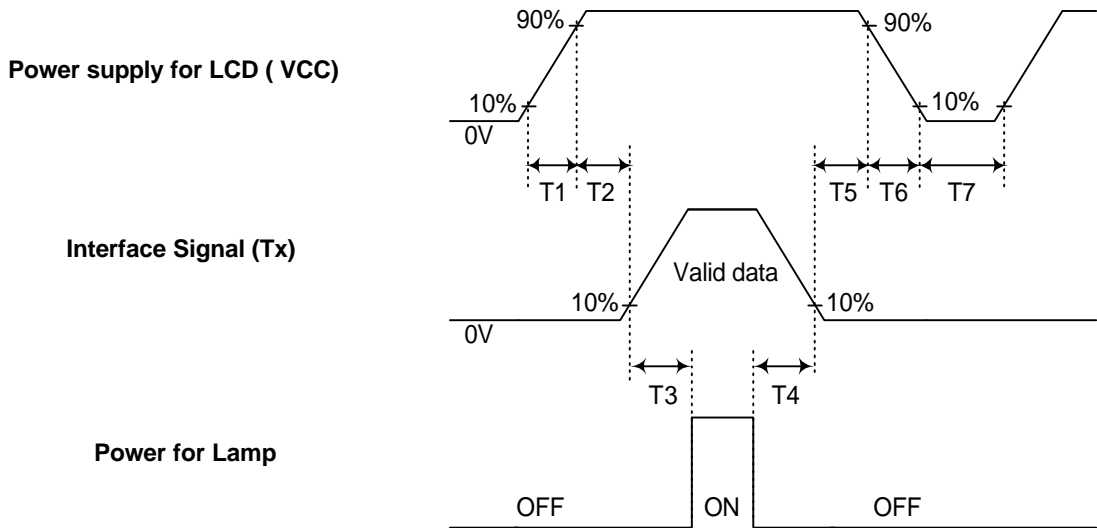 90%
90%
Power supply for LCD ( VCC)
10%
10%
0V
T1
T2
T5
T6
T7
Interface Signal (Tx)
Valid data
10%
10%
0V
T3
T4
Power for Lamp
OFF
ON
OFF